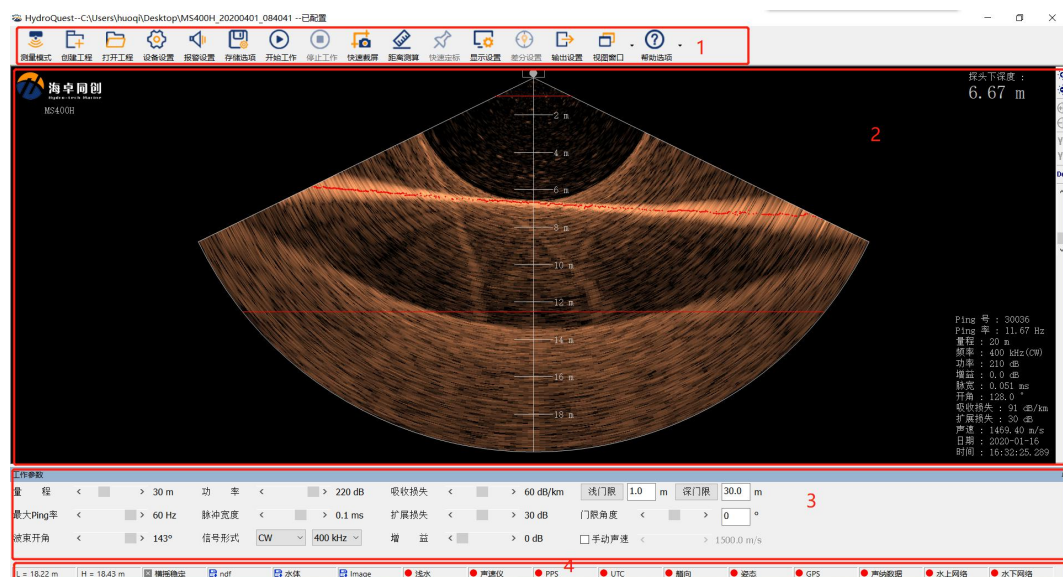 HydroQuest--C:\Users\huoqi\Desktop\MS400H_20200401_084041 --已配置
测量模式 创建工程 打开工程 设备设置 报警设置 存储选项 开始工作 停止工作 快速截屏 距离测算 快速定标 显示设置 差分设置 输出设置 视图窗口 帮助选项
1
海卓同创
Hydro-tech Marine
MS400H
探头下深度 :
6.67 m
2
2 m
4 m
6 m
8 m
10 m
12 m
14 m
16 m
18 m
Ping 号 : 30036
Ping 率 : 11.67 Hz
量程 : 20 m
频率 : 400 kHz(CW)
功率 : 210 dB
增益 : 0.0 dB
脉宽 : 0.051 ms
开角 : 128.0 °
吸收损失 : 91 dB/km
扩展损失 : 30 dB
声速 : 1469.40 m/s
日期 : 2020-01-16
时间 : 16:32:25.289
工作参数
量 程 < > 30 m 功 率 < > 220 dB 吸收损失 < > 60 dB/km 浅门限 1.0 m 深门限 30.0 m
最大Ping率 < > 60 Hz 脉冲宽度 < > 0.1 ms 扩展损失 < > 30 dB 门限角度 < > 0 °
波束开角 < > 143° 信号形式 CW 400 kHz 增 益 < > 0 dB 手动声速 < > 1500.0 m/s
3
4
L = 18.22 m H = 18.43 m 横摇稳定 ndf 水体 Image 浅水 声速仪 PPS UTC 艏向 姿态 GPS 声纳数据 水上网络 水下网络